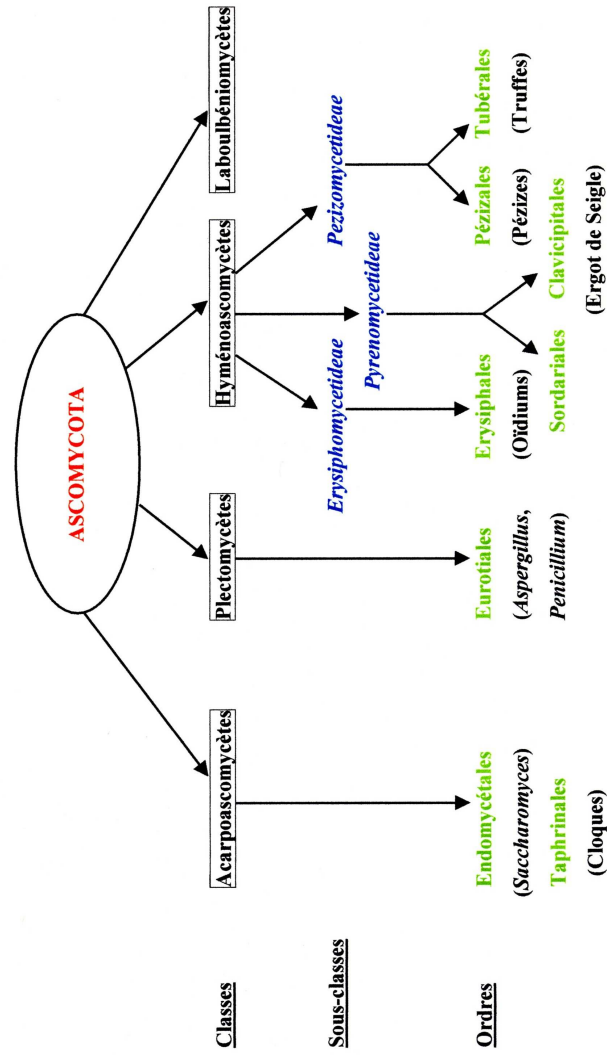 ASCOMYCOTA
Classes
Acarpoascomycètes
Plectomycètes
Hyménoascomycètes
Laboulbéniomycètes
Sous-classes
Erysiphomycetideae
Pezizomycetideae
Pyrenomycetideae
Ordres
Endomycétales
(Saccharomyces)
Taphrinales
(Cloques)
Eurotiales
(Aspergillus,
Penicillium)
Erysiphales
(Oïdiums)
Sordariales
Clavicipitales
(Ergot de Seigle)
Pézizales
(Pézizes)
Tubérales
(Truffes)